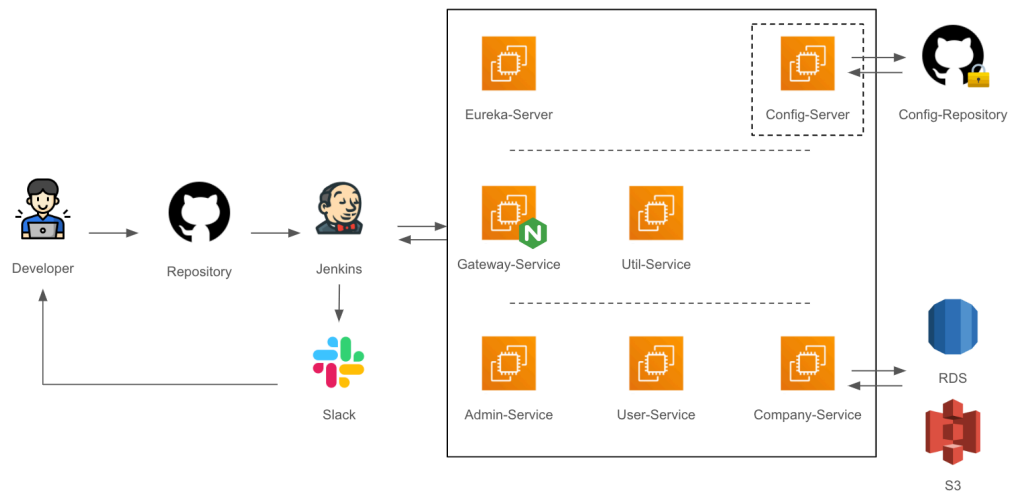 Eureka-Server
Config-Server
Config-Repository
Developer
Repository
Jenkins
N
Gateway-Service
Util-Service
Slack
Admin-Service
User-Service
Company-Service
RDS
S3